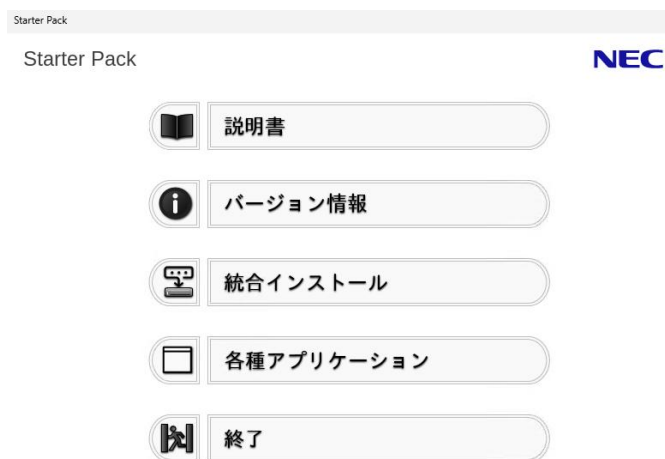 Starter Pack
Starter Pack
NEC
説明書
バージョン情報
統合インストール
各種アプリケーション
終了